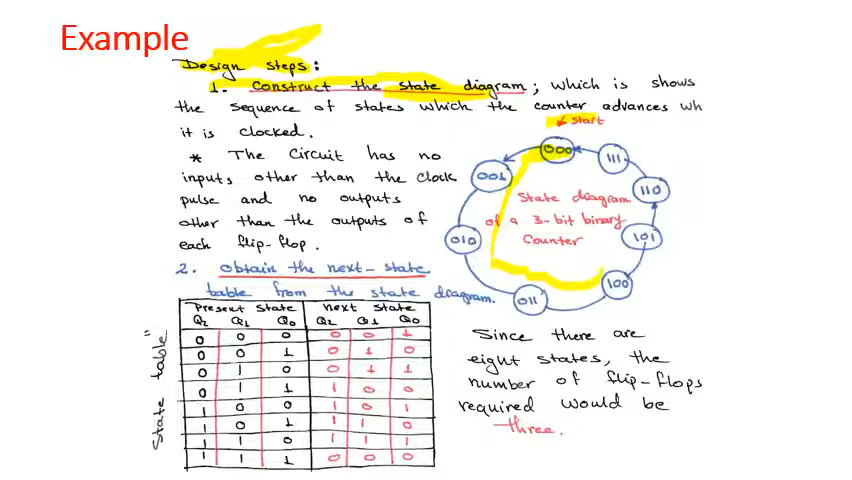 Example
Design steps:
1. Construct the state diagram; which is shows
the sequence of states which the counter advances wh
it is clocked.
* The circuit has no
inputs other than the clock
pulse and no outputs
other than the outputs of
each flip-flop.
start
000
111
001
110
State diagram
of a 3-bit binary
Counter
010
101
100
011
2. Obtain the next-state
table from the state diagram.
"State table"
Present State Next State
Q2 Q1 Q0 Q2 Q1 Q0
0 0 0 0 0 1
0 0 1 0 1 0
0 1 0 0 1 1
0 1 1 1 0 0
1 0 0 1 0 1
1 0 1 1 1 0
1 1 0 1 1 1
1 1 1 0 0 0
Since there are
eight states, the
number of flip-flops
required would be
three.